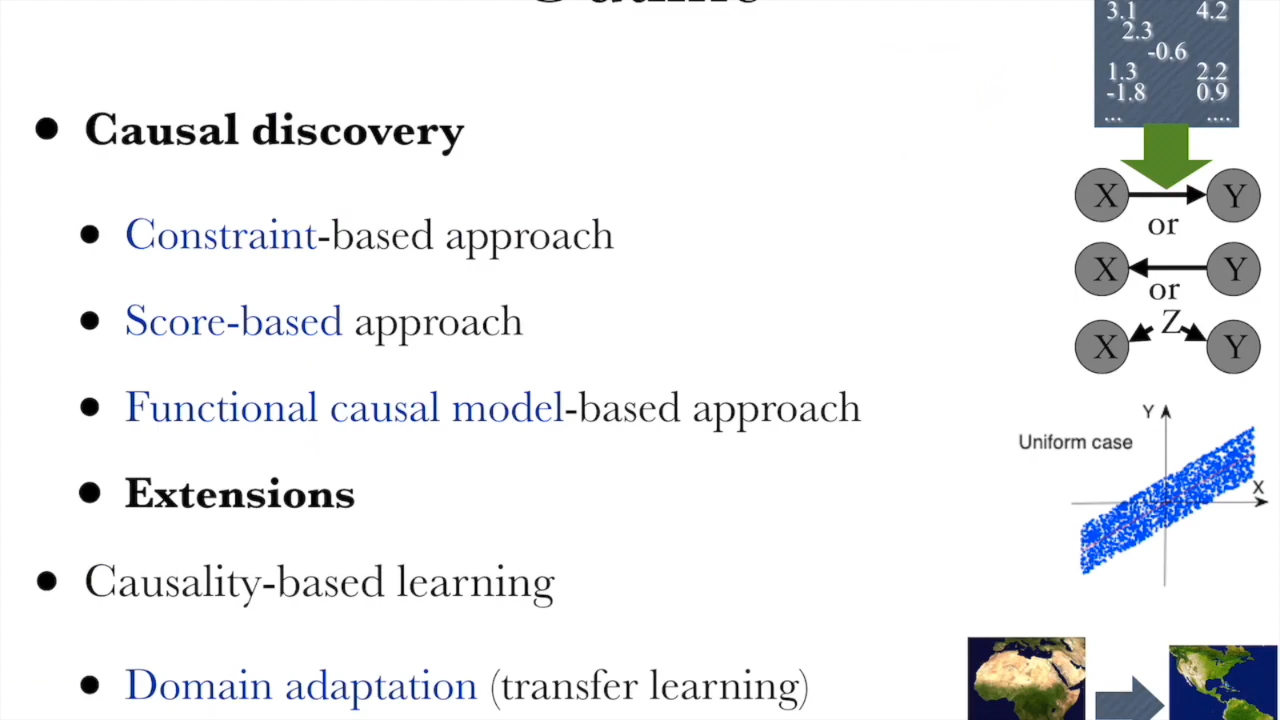 Outline
• Causal discovery
• Constraint-based approach
• Score-based approach
• Functional causal model-based approach
• Extensions
• Causality-based learning
• Domain adaptation (transfer learning)
3.1 4.2
2.3
-0.6
1.3 2.2
-1.8 0.9
... ....
X Y
or
X Y
or
Z
X Y
Y
Uniform case
X